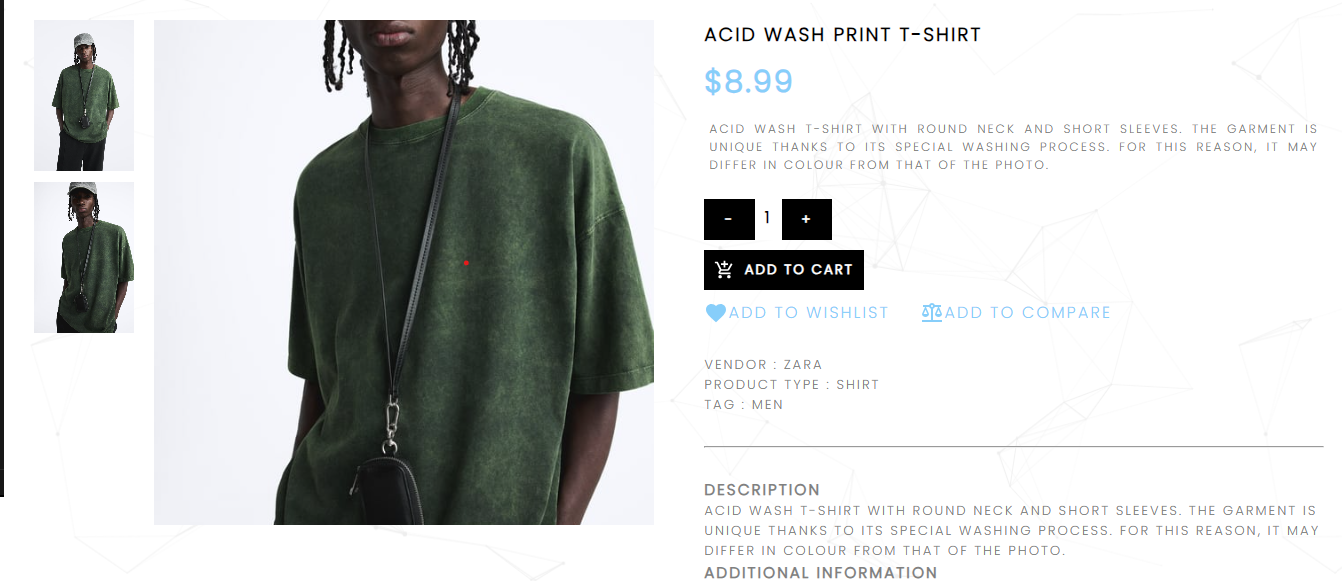 ACID WASH PRINT T-SHIRT
$8.99
ACID WASH T-SHIRT WITH ROUND NECK AND SHORT SLEEVES. THE GARMENT IS
UNIQUE THANKS TO ITS SPECIAL WASHING PROCESS. FOR THIS REASON, IT MAY
DIFFER IN COLOUR FROM THAT OF THE PHOTO.
- 1 +
ADD TO CART
ADD TO WISHLIST ADD TO COMPARE
VENDOR : ZARA
PRODUCT TYPE : SHIRT
TAG : MEN
DESCRIPTION
ACID WASH T-SHIRT WITH ROUND NECK AND SHORT SLEEVES. THE GARMENT IS
UNIQUE THANKS TO ITS SPECIAL WASHING PROCESS. FOR THIS REASON, IT MAY
DIFFER IN COLOUR FROM THAT OF THE PHOTO.
ADDITIONAL INFORMATION